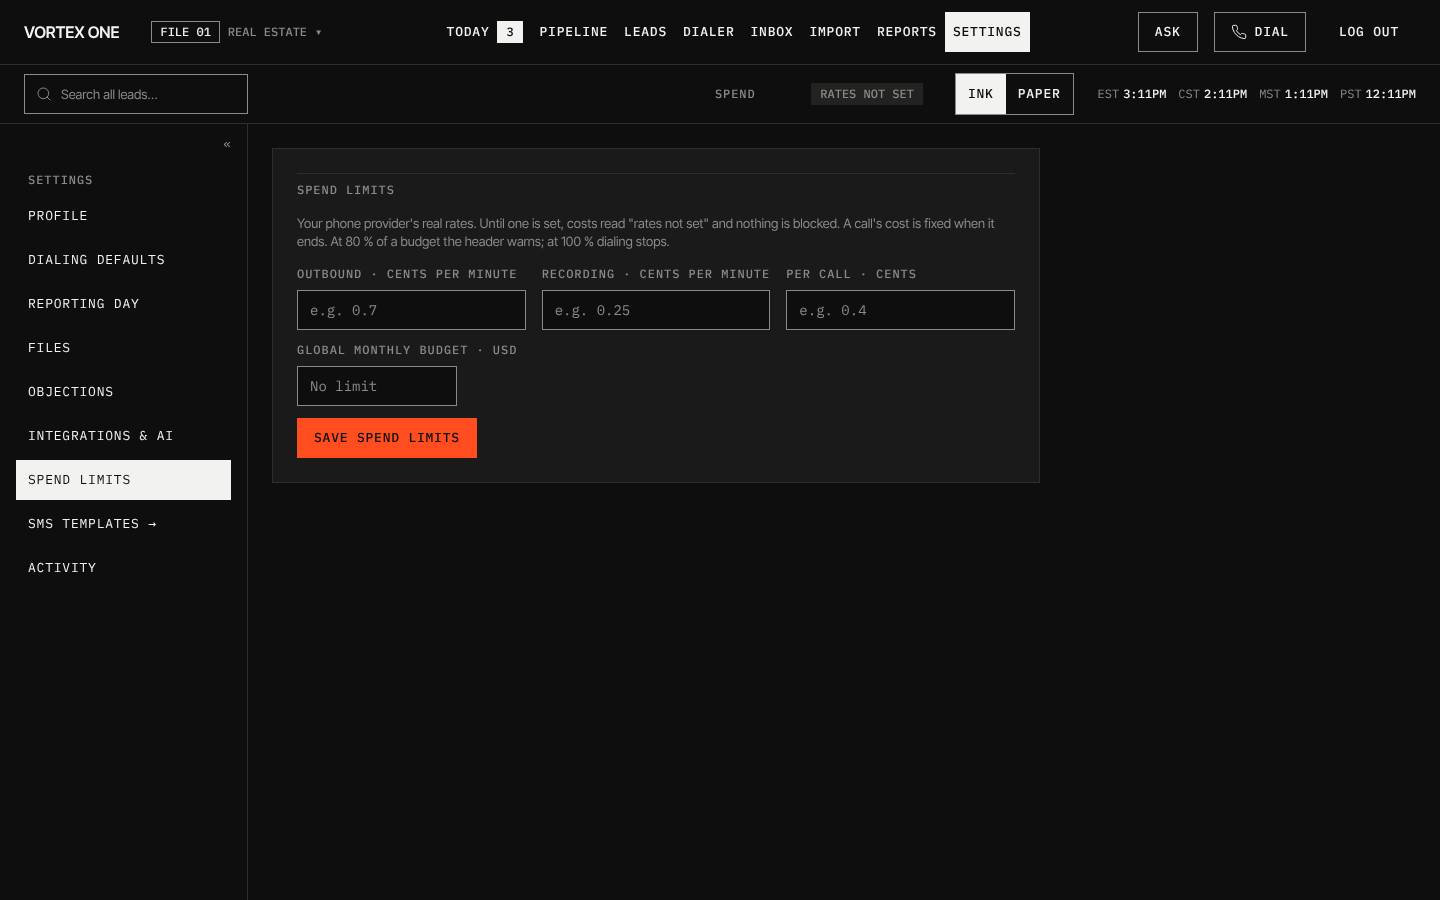 VORTEX ONE FILE 01 REAL ESTATE ▾ TODAY 3 PIPELINE LEADS DIALER INBOX IMPORT REPORTS SETTINGS ASK DIAL LOG OUT
Search all leads... SPEND RATES NOT SET INK PAPER EST 3:11PM CST 2:11PM MST 1:11PM PST 12:11PM
«
SETTINGS
PROFILE
DIALING DEFAULTS
REPORTING DAY
FILES
OBJECTIONS
INTEGRATIONS & AI
SPEND LIMITS
SMS TEMPLATES →
ACTIVITY
SPEND LIMITS
Your phone provider's real rates. Until one is set, costs read "rates not set" and nothing is blocked. A call's cost is fixed when it
ends. At 80 % of a budget the header warns; at 100 % dialing stops.
OUTBOUND · CENTS PER MINUTE RECORDING · CENTS PER MINUTE PER CALL · CENTS
e.g. 0.7 e.g. 0.25 e.g. 0.4
GLOBAL MONTHLY BUDGET · USD
No limit
SAVE SPEND LIMITS